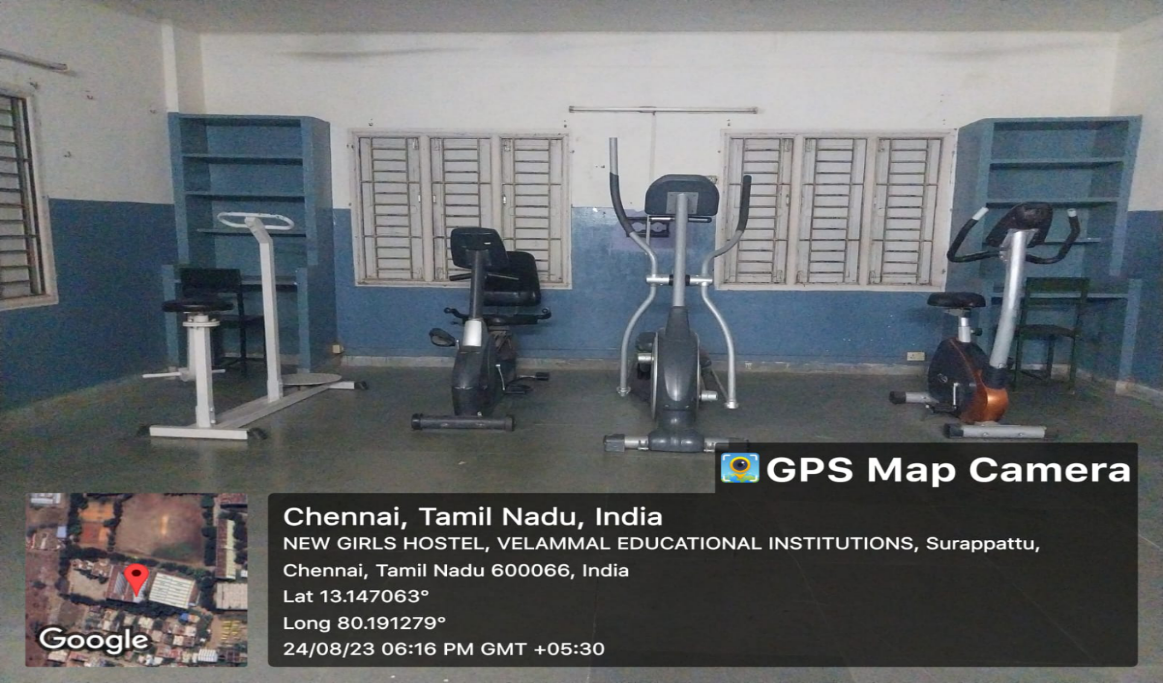 GPS Map Camera
Chennai, Tamil Nadu, India
NEW GIRLS HOSTEL, VELAMMAL EDUCATIONAL INSTITUTIONS, Surappattu,
Chennai, Tamil Nadu 600066, India
Lat 13.147063°
Long 80.191279°
24/08/23 06:16 PM GMT +05:30
Google